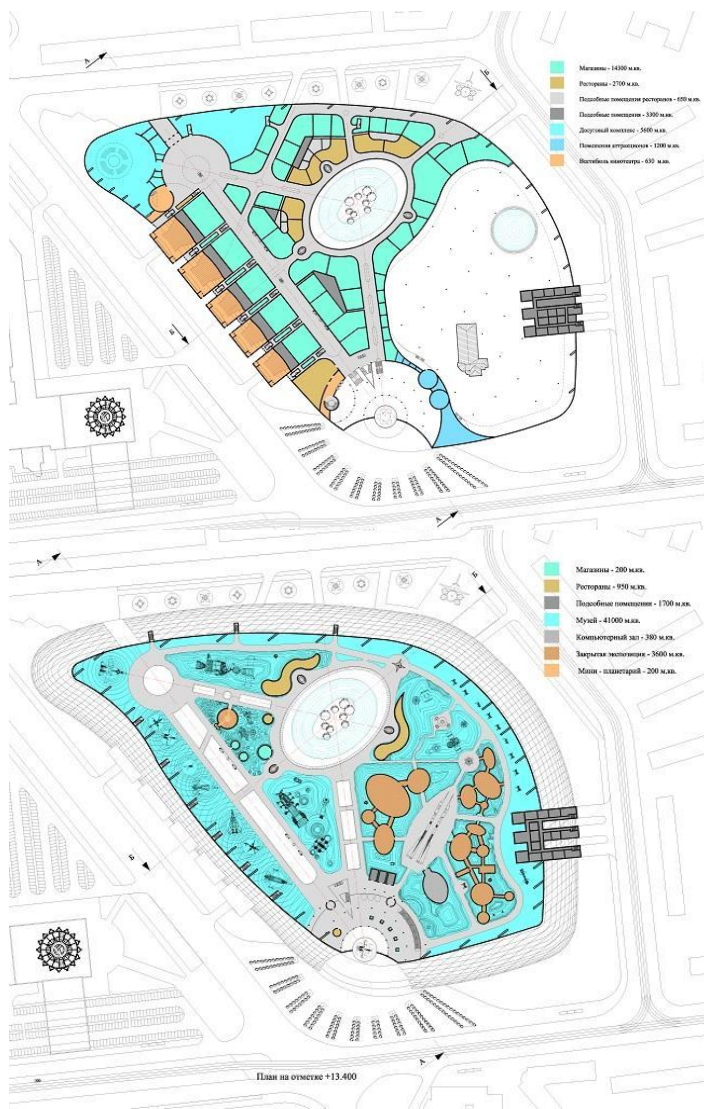 А
Б
Магазины - 14300 м.кв.
Рестораны - 2700 м.кв.
Подсобные помещения ресторанов - 650 м.кв.
Подсобные помещения - 3300 м.кв.
Досуговый комплекс - 5600 м.кв.
Помещения аттракционов - 1200 м.кв.
Вестибюль кинотеатра - 630 м.кв.
Б
А
А
Б
Магазины - 200 м.кв.
Рестораны - 950 м.кв.
Подсобные помещения - 1700 м.кв.
Музей - 41000 м.кв.
Компьютерный зал - 380 м.кв.
Закрытая экспозиция - 3600 м.кв.
Мини - планетарий - 200 м.кв.
Б
А
План на отметке +13.400